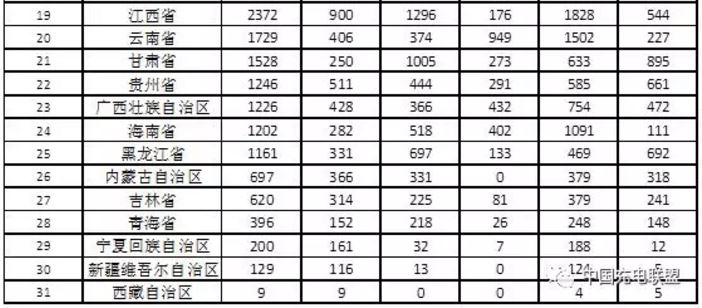 19 江西省 2372 900 1296 176 1828 544
20 云南省 1729 406 374 949 1502 227
21 甘肃省 1528 250 1005 273 633 895
22 贵州省 1246 511 444 291 585 661
23 广西壮族自治区 1226 428 366 432 754 472
24 海南省 1202 282 518 402 1091 111
25 黑龙江省 1161 331 697 133 469 692
26 内蒙古自治区 697 366 331 0 379 318
27 吉林省 620 314 225 81 379 241
28 青海省 396 152 218 26 248 148
29 宁夏回族自治区 200 161 32 7 188 12
30 新疆维吾尔自治区 129 116 13 0 124 5
31 西藏自治区 9 9 0 0 4 5
中国充电联盟